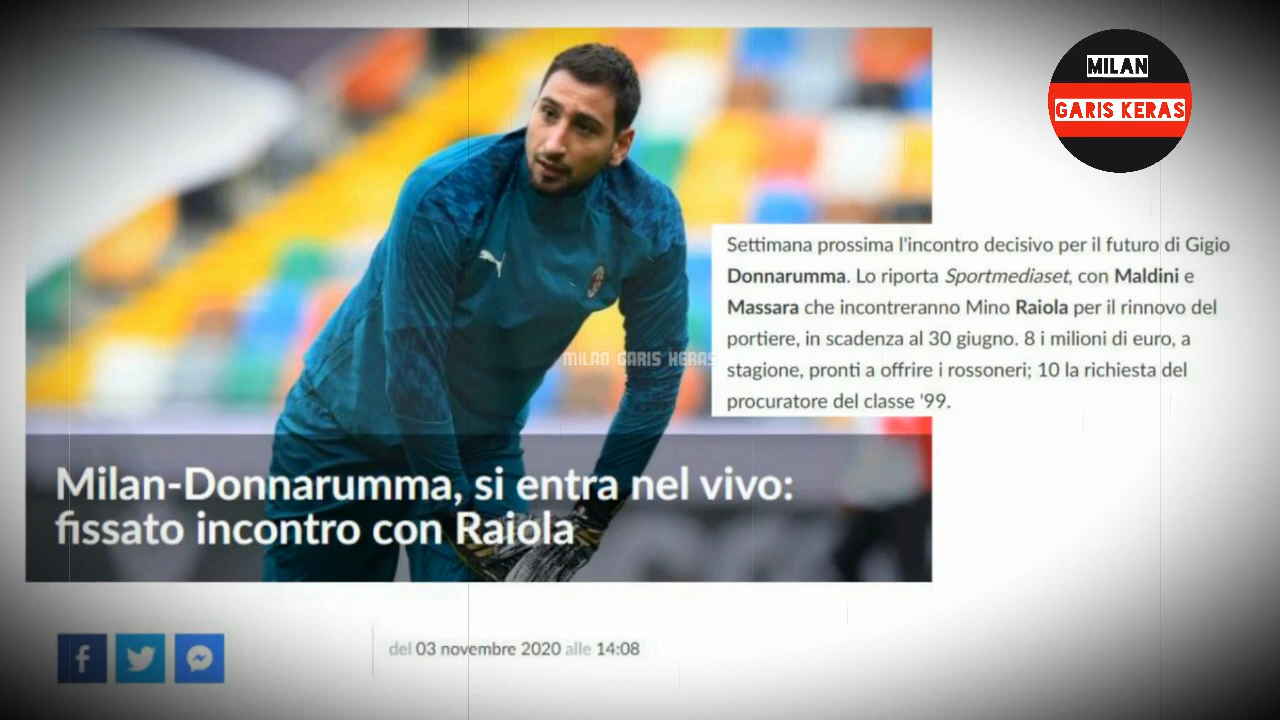 MILAN
GARIS KERAS
Settimana prossima l'incontro decisivo per il futuro di Gigio
Donnarumma. Lo riporta Sportmediaset, con Maldini e
Massara che incontreranno Mino Raiola per il rinnovo del
portiere, in scadenza al 30 giugno. 8 i milioni di euro, a
stagione, pronti a offrire i rossoneri; 10 la richiesta del
procuratore del classe '99.
MILAN GARIS KERAS
Milan-Donnarumma, si entra nel vivo:
fissato incontro con Raiola
del 03 novembre 2020 alle 14:08